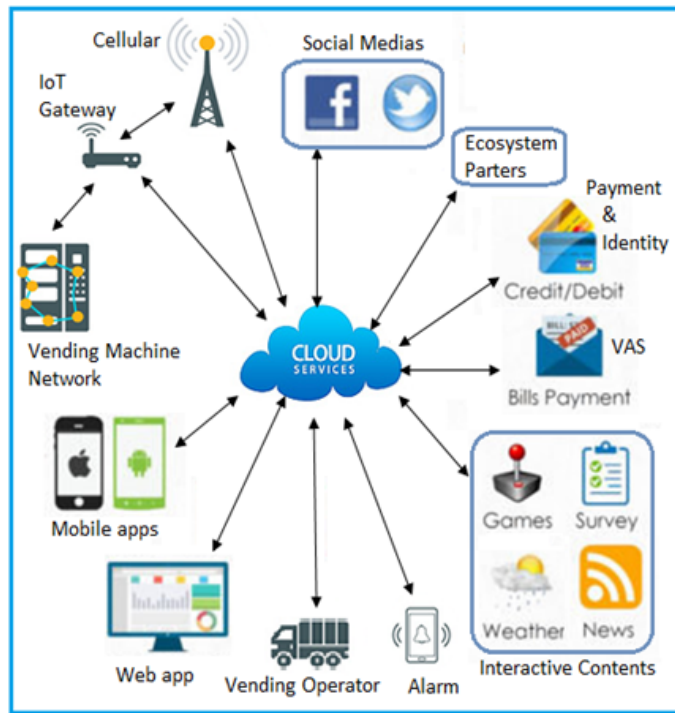 Cellular
Social Medias
IoT
Gateway
Ecosystem
Parters
Payment
&
Identity
Credit/Debit
Vending Machine
Network
CLOUD
SERVICES
BILL
PAID
VAS
Bills Payment
Mobile apps
Games
Survey
Weather
News
Web app
Vending Operator
Alarm
Interactive Contents